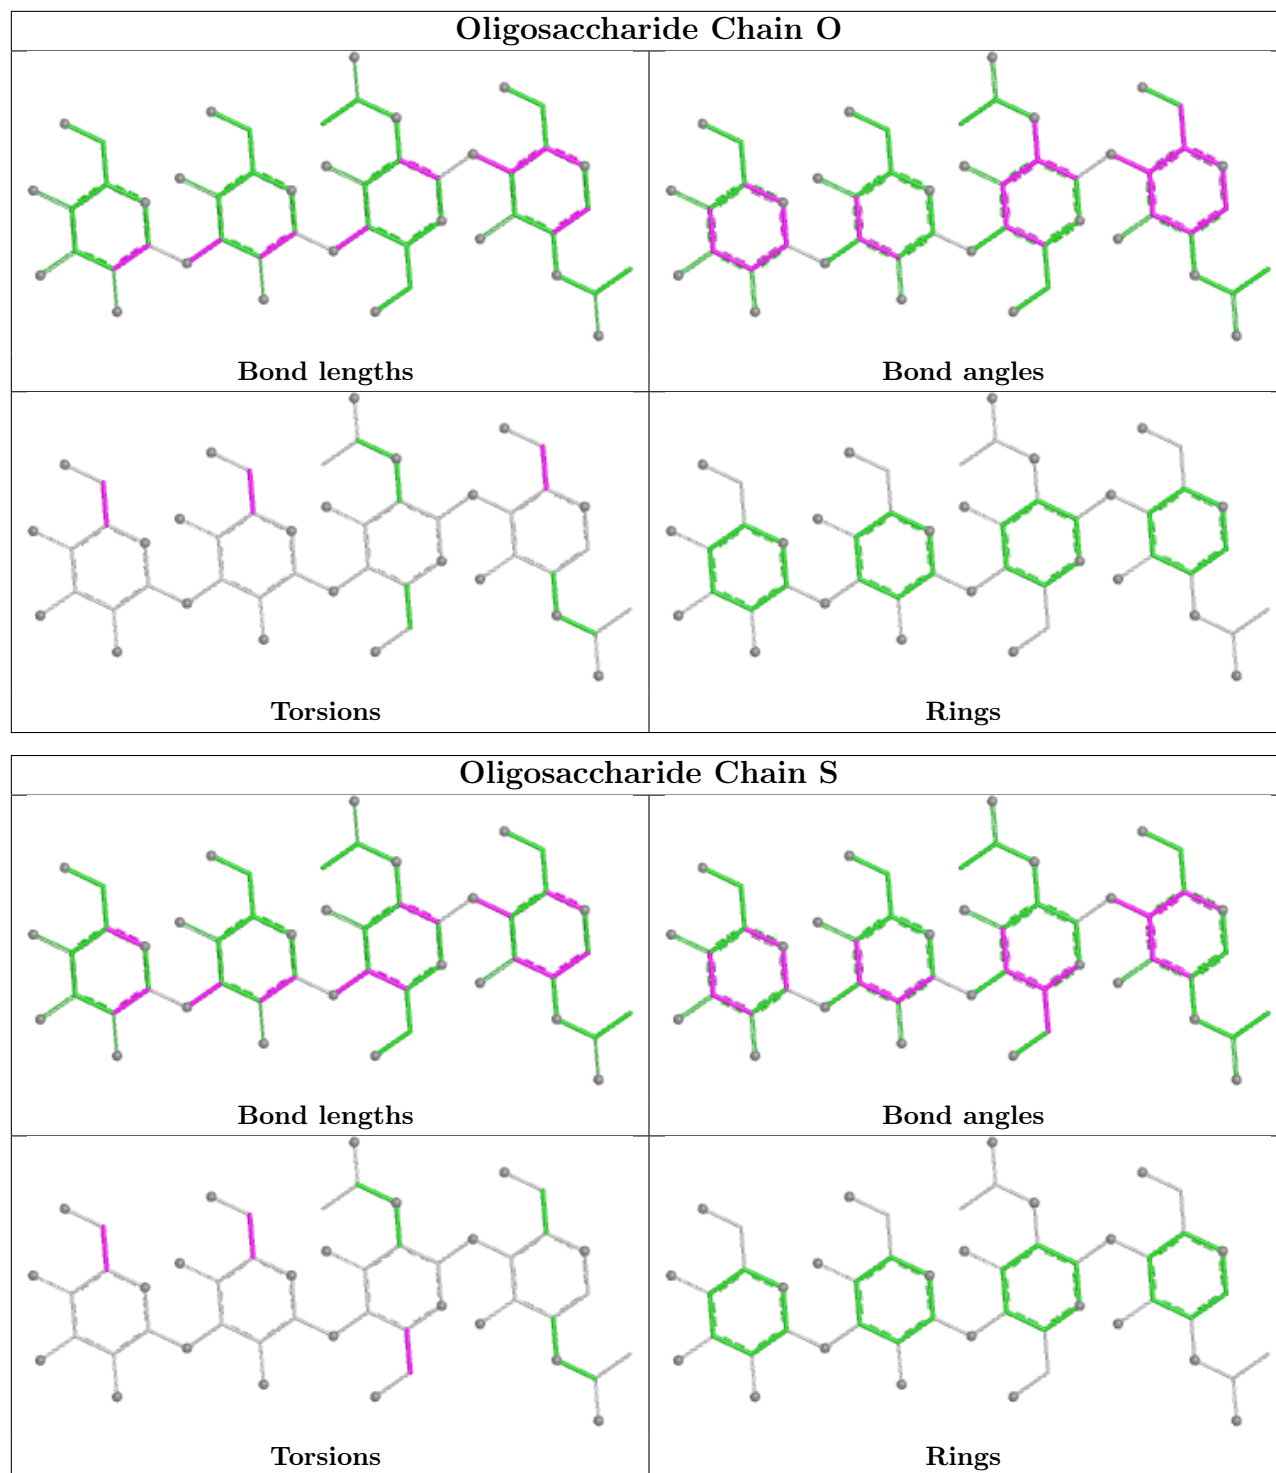 Oligosaccharide Chain O
Bond lengths
Bond angles
Torsions
Rings
Oligosaccharide Chain S
Bond lengths
Bond angles
Torsions
Rings